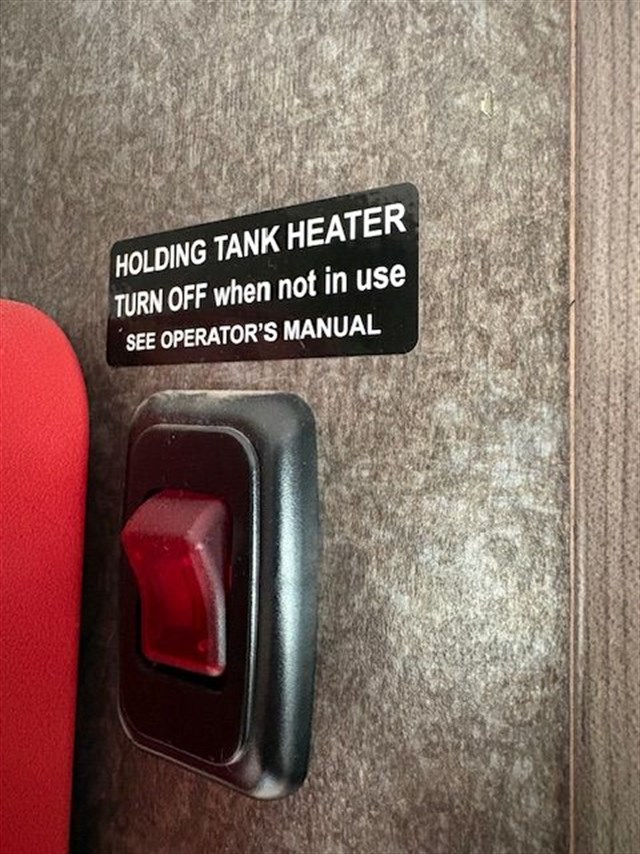 HOLDING TANK HEATER
TURN OFF when not in use
SEE OPERATOR'S MANUAL